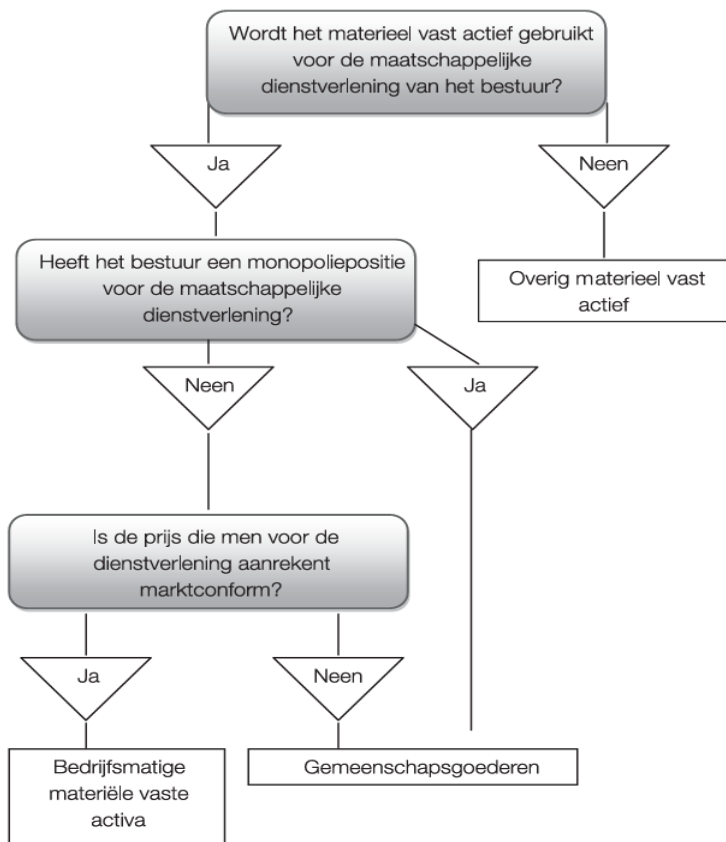 Wordt het materieel vast actief gebruikt
voor de maatschappelijke
dienstverlening van het bestuur?
Ja
Neen
Heeft het bestuur een monopoliepositie
voor de maatschappelijke
dienstverlening?
Overig materieel vast
actief
Neen
Ja
Is de prijs die men voor de
dienstverlening aanrekent
marktconform?
Ja
Neen
Bedrijfsmatige
materiële vaste
activa
Gemeenschapsgoederen